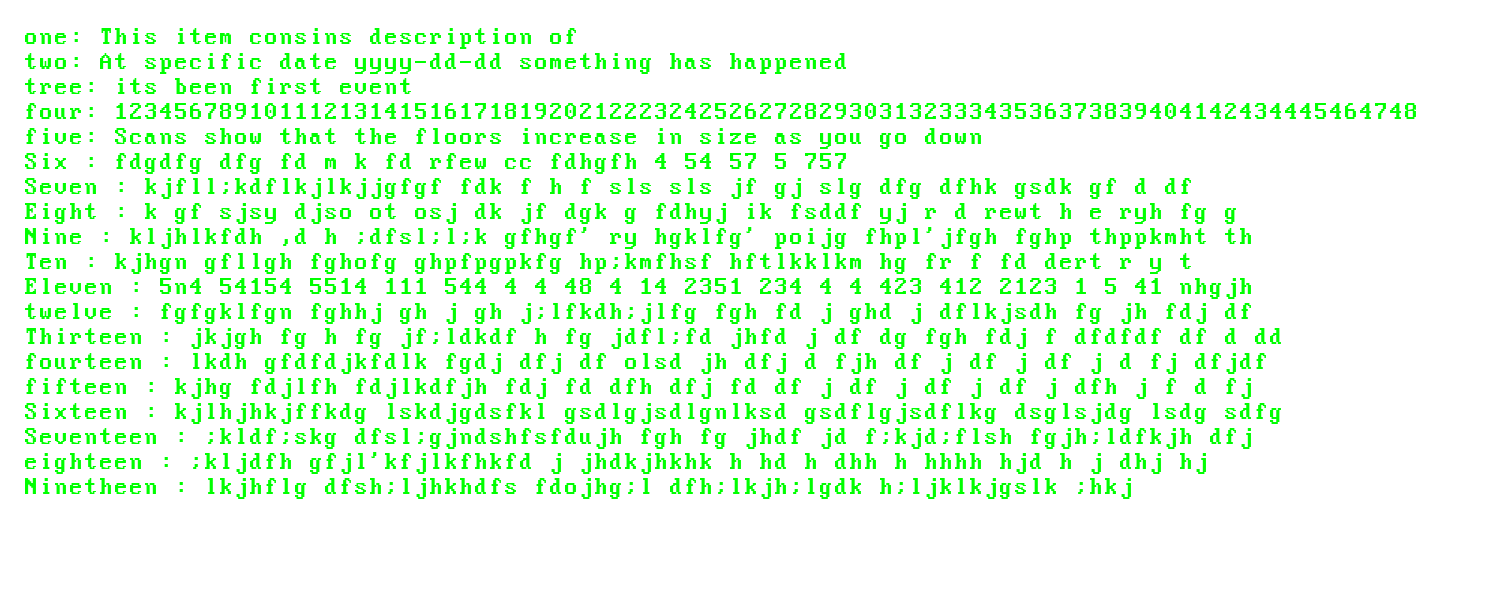 one: This item consins description of
two: At specific date yyyy-dd-dd something has happened
tree: its been first event
four: 123456789101112131415161718192021222324252627282930313233343536373839404142434445464748
five: Scans show that the floors increase in size as you go down
Six : fdgdfg dfg fd m k fd rfew cc fdhgfh 4 54 57 5 757
Seven : kjfll;kdflkjlkjjgfgf fdk f h f sls sls jf gj slg dfg dfhk gsdk gf d df
Eight : k gf sjsy djso ot osj dk jf dgk g fdhyj ik fsddf yj r d rewt h e ryh fg g
Nine : kljhlkfdh ,d h ;dfsl;l;k gfhgf' ry hgklfg' poijg fhpl'jfgh fghp thppkmht th
Ten : kjhgn gfllgh fghofg ghpfpgpkfg hp;kmfhsf hftlkklkm hg fr f fd dert r y t
Eleven : 5n4 54154 5514 111 544 4 4 48 4 14 2351 234 4 4 423 412 2123 1 5 41 nhgjh
twelve : fgfgklfgn fghhj gh j gh j;lfkdh;jlfg fgh fd j ghd j dflkjsdh fg jh fdj df
Thirteen : jkjgh fg h fg jf;ldkdf h fg jdfl;fd jhfd j df dg fgh fdj f dfdfdf df d dd
fourteen : lkdh gfdfdjkfdlk fgdj dfj df olsd jh dfj d fjh df j df j df j d fj dfjdf
fifteen : kjhg fdjlfh fdjlkdfjh fdj fd dfh dfj fd df j df j df j df j dfh j f d fj
Sixteen : kjlhjhkjffkdg lskdjgdsfkl gsdlgjsdlgnlksd gsdflgjsdflkg dsglsjdg lsdg sdfg
Seventeen : ;kldf;skg dfsl;gjndshfsfdujh fgh fg jhdf jd f;kjd;flsh fgjh;ldfkjh dfj
eighteen : ;kljdfh gfjl'kfjlkfhkfd j jhdkjhkhk h hd h dhh h hhhh hjd h j dhj hj
Ninetheen : lkjhflg dfsh;ljhkhdfs fdojhg;l dfh;lkjh;lgdk h;ljklkjgslk ;hkj